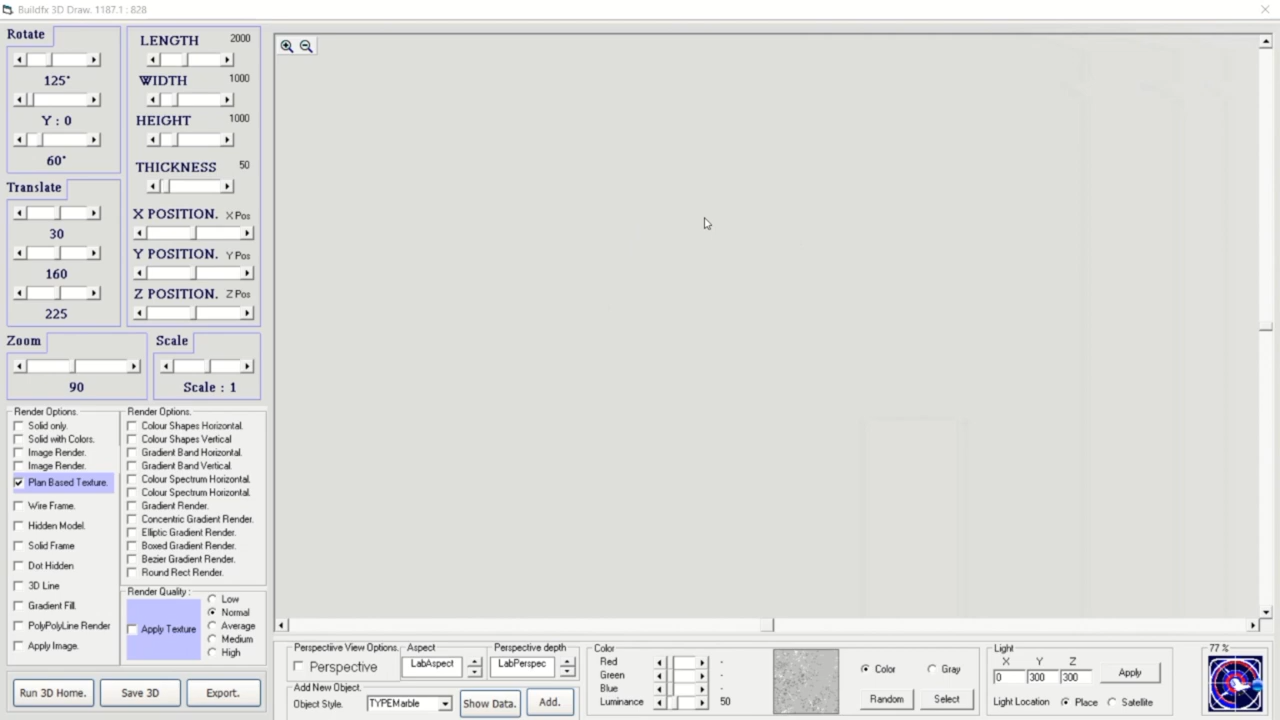 Buildfx 3D Draw. 1187.1 : 828
Rotate
125°
Y : 0
60°
Translate
30
160
225
LENGTH 2000
WIDTH 1000
HEIGHT 1000
THICKNESS 50
X POSITION. X Pos
Y POSITION. Y Pos
Z POSITION. Z Pos
Zoom
90
Scale
Scale : 1
Render Options.
Solid only.
Solid with Colors.
Image Render.
Image Render.
Plan Based Texture.
Wire Frame.
Hidden Model.
Solid Frame
Dot Hidden
3D Line
Gradient Fill.
PolyPolyLine Render
Apply Image.
Render Options.
Colour Shapes Horizontal.
Colour Shapes Vertical
Gradient Band Horizontal.
Gradient Band Vertical.
Colour Spectrum Horizontal.
Colour Spectrum Horizontal.
Gradient Render.
Concentric Gradient Render.
Elliptic Gradient Render.
Boxed Gradient Render.
Bezier Gradient Render.
Round Rect Render.
Render Quality :
Apply Texture
Low
Normal
Average
Medium
High
Run 3D Home. Save 3D Export.
Perspective View Options.
Perspective
Aspect
LabAspect
Perspective depth
LabPerspec
Add New Object.
Object Style. TYPEMarble Show Data. Add.
Color
Red
Green
Blue
Luminance 50
Color Gray
Random Select
Light
X Y Z
0 300 300 Apply
Light Location Place Satellite
77 %